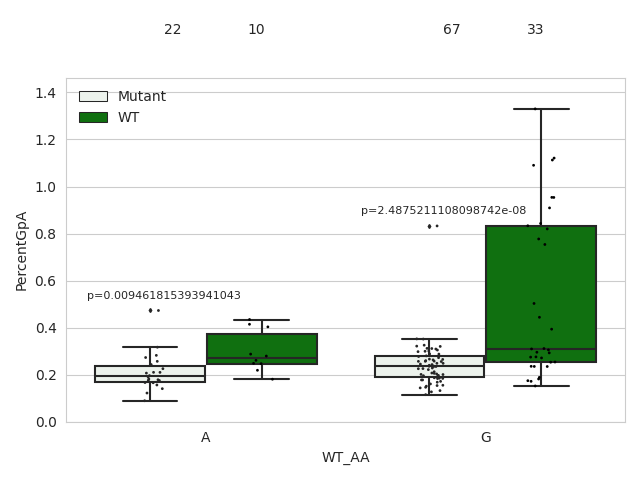 22 10 67 33
1.4
Mutant
WT
1.2
1.0
p=2.4875211108098742e-08
0.8
0.6
p=0.009461815393941043
0.4
0.2
0.0
PercentGpA
A G
WT_AA